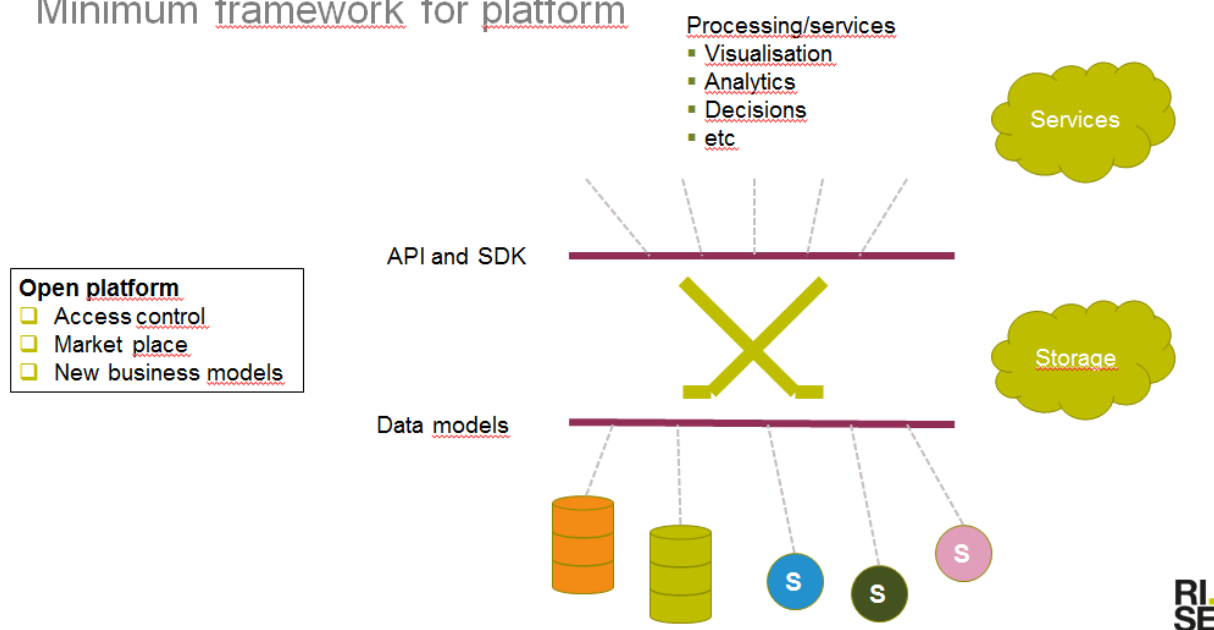 Minimum framework for platform
Processing/services
Visualisation
Analytics
Decisions
etc
Services
API and SDK
Open platform
Access control
Market place
New business models
Storage
Data models
S
S
S
RI.
SE